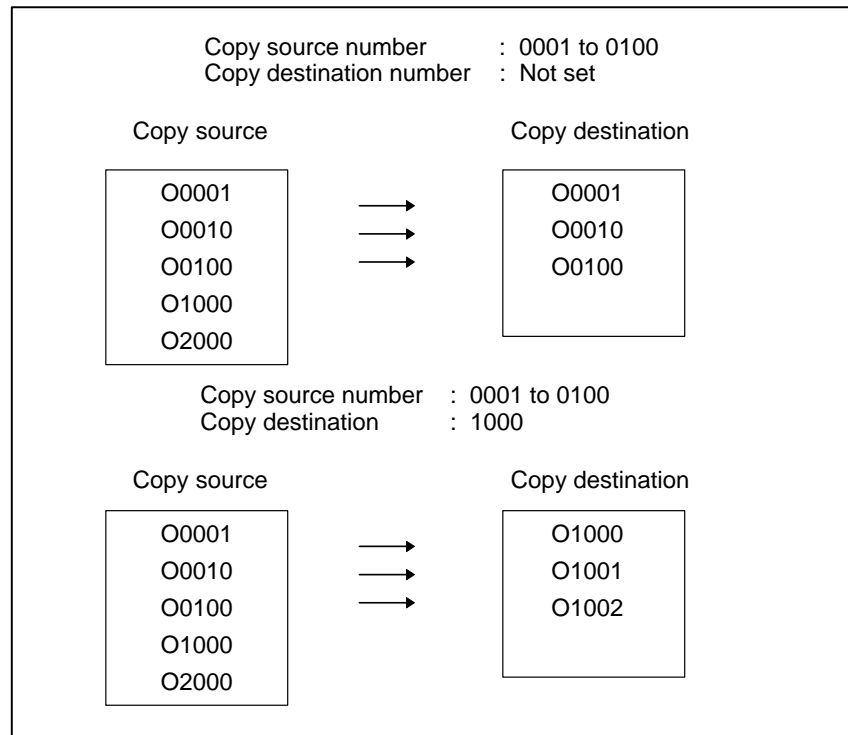 Copy source number : 0001 to 0100
Copy destination number : Not set
Copy source Copy destination
O0001 O0001
O0010 O0010
O0100 O0100
O1000
O2000
Copy source number : 0001 to 0100
Copy destination : 1000
Copy source Copy destination
O0001 O1000
O0010 O1001
O0100 O1002
O1000
O2000